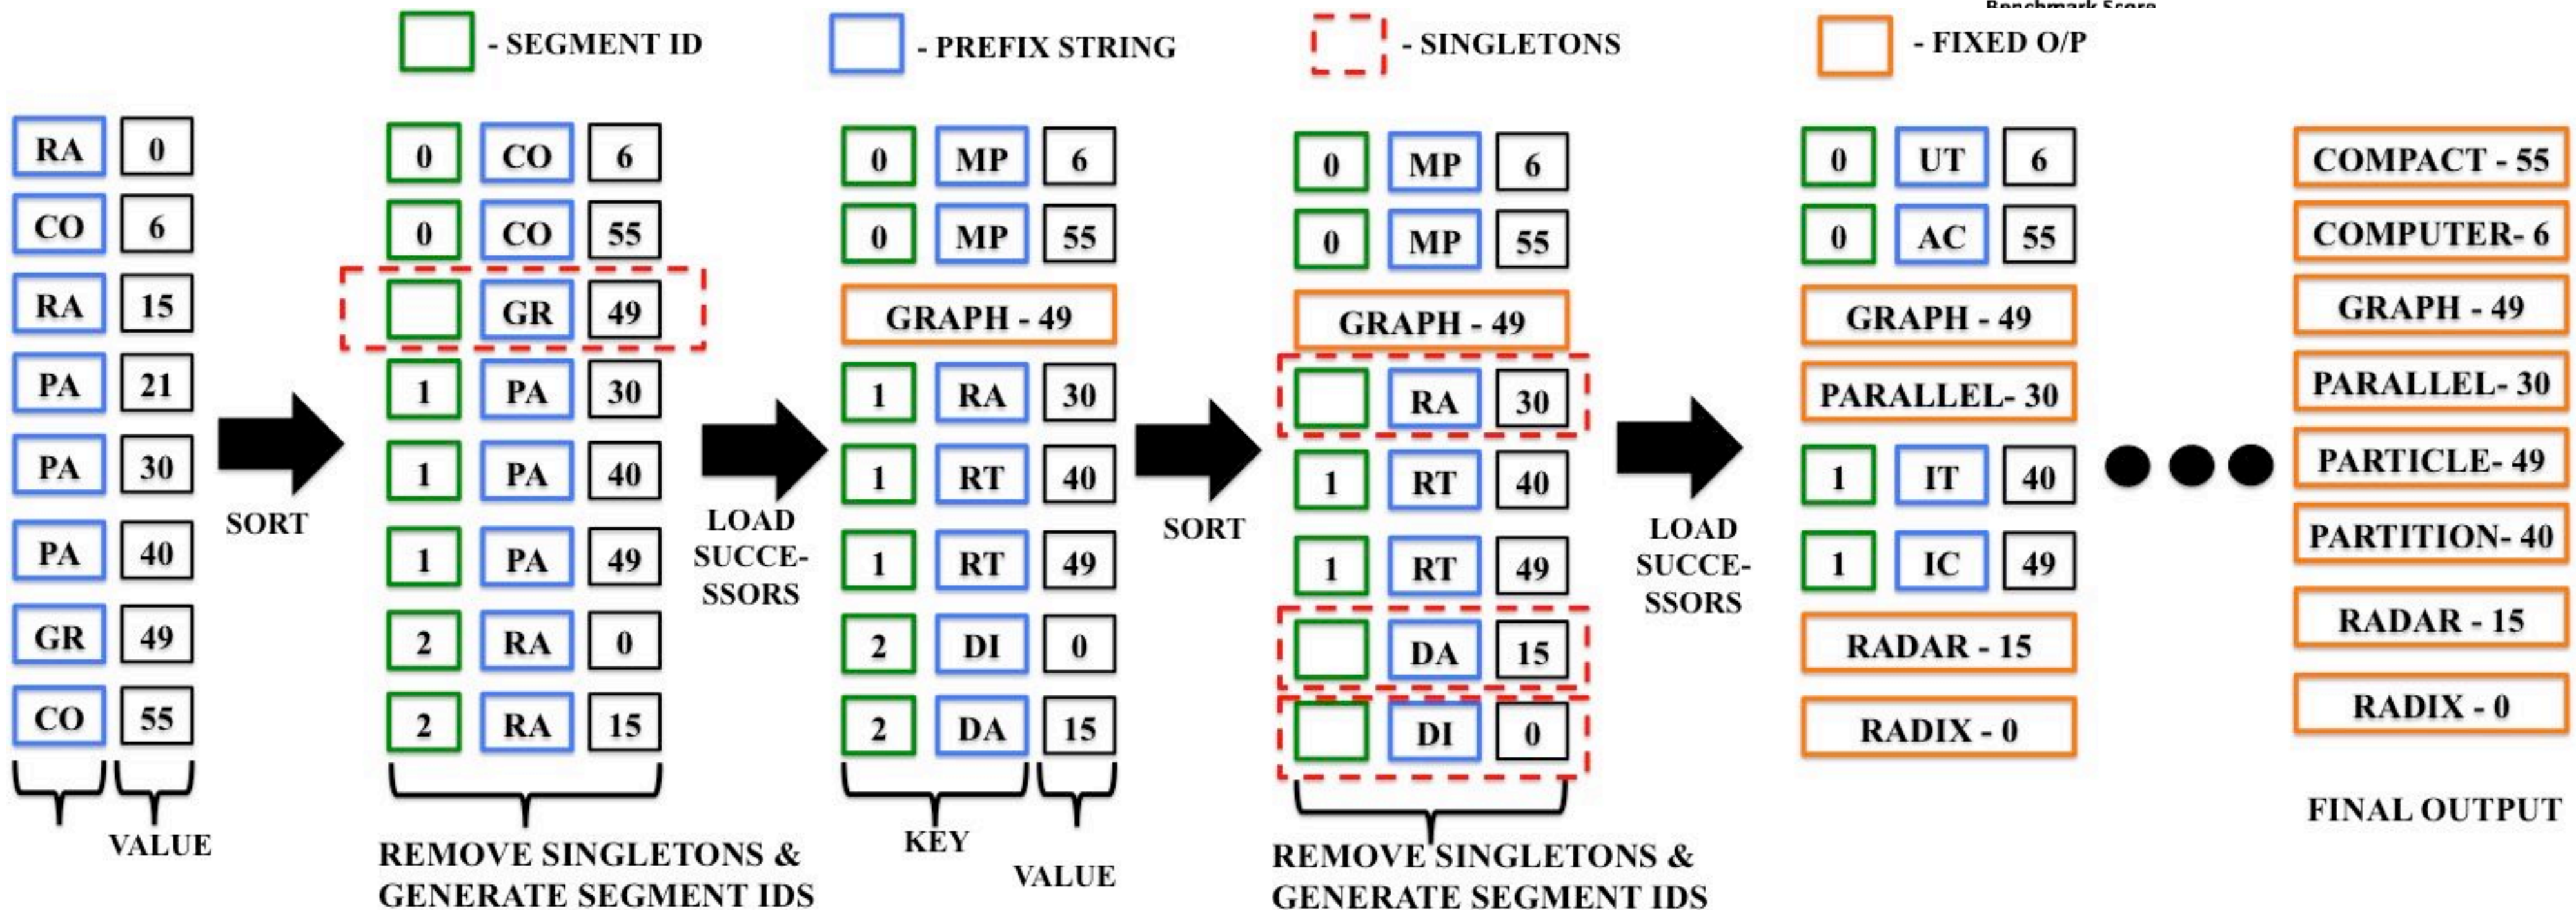 Benchmark Score
- SEGMENT ID
- PREFIX STRING
- SINGLETONS
- FIXED O/P
RA 0
CO 6
RA 15
PA 21
PA 30
PA 40
GR 49
CO 55
VALUE
SORT
0 CO 6
0 CO 55
GR 49
1 PA 30
1 PA 40
1 PA 49
2 RA 0
2 RA 15
REMOVE SINGLETONS &
GENERATE SEGMENT IDS
LOAD
SUCCE-
SSORS
0 MP 6
0 MP 55
GRAPH - 49
1 RA 30
1 RT 40
1 RT 49
2 DI 0
2 DA 15
KEY
VALUE
SORT
0 MP 6
0 MP 55
GRAPH - 49
RA 30
1 RT 40
1 RT 49
DA 15
DI 0
REMOVE SINGLETONS &
GENERATE SEGMENT IDS
LOAD
SUCCE-
SSORS
0 UT 6
0 AC 55
GRAPH - 49
PARALLEL- 30
1 IT 40
1 IC 49
RADAR - 15
RADIX - 0
COMPACT - 55
COMPUTER- 6
GRAPH - 49
PARALLEL- 30
PARTICLE- 49
PARTITION- 40
RADAR - 15
RADIX - 0
FINAL OUTPUT